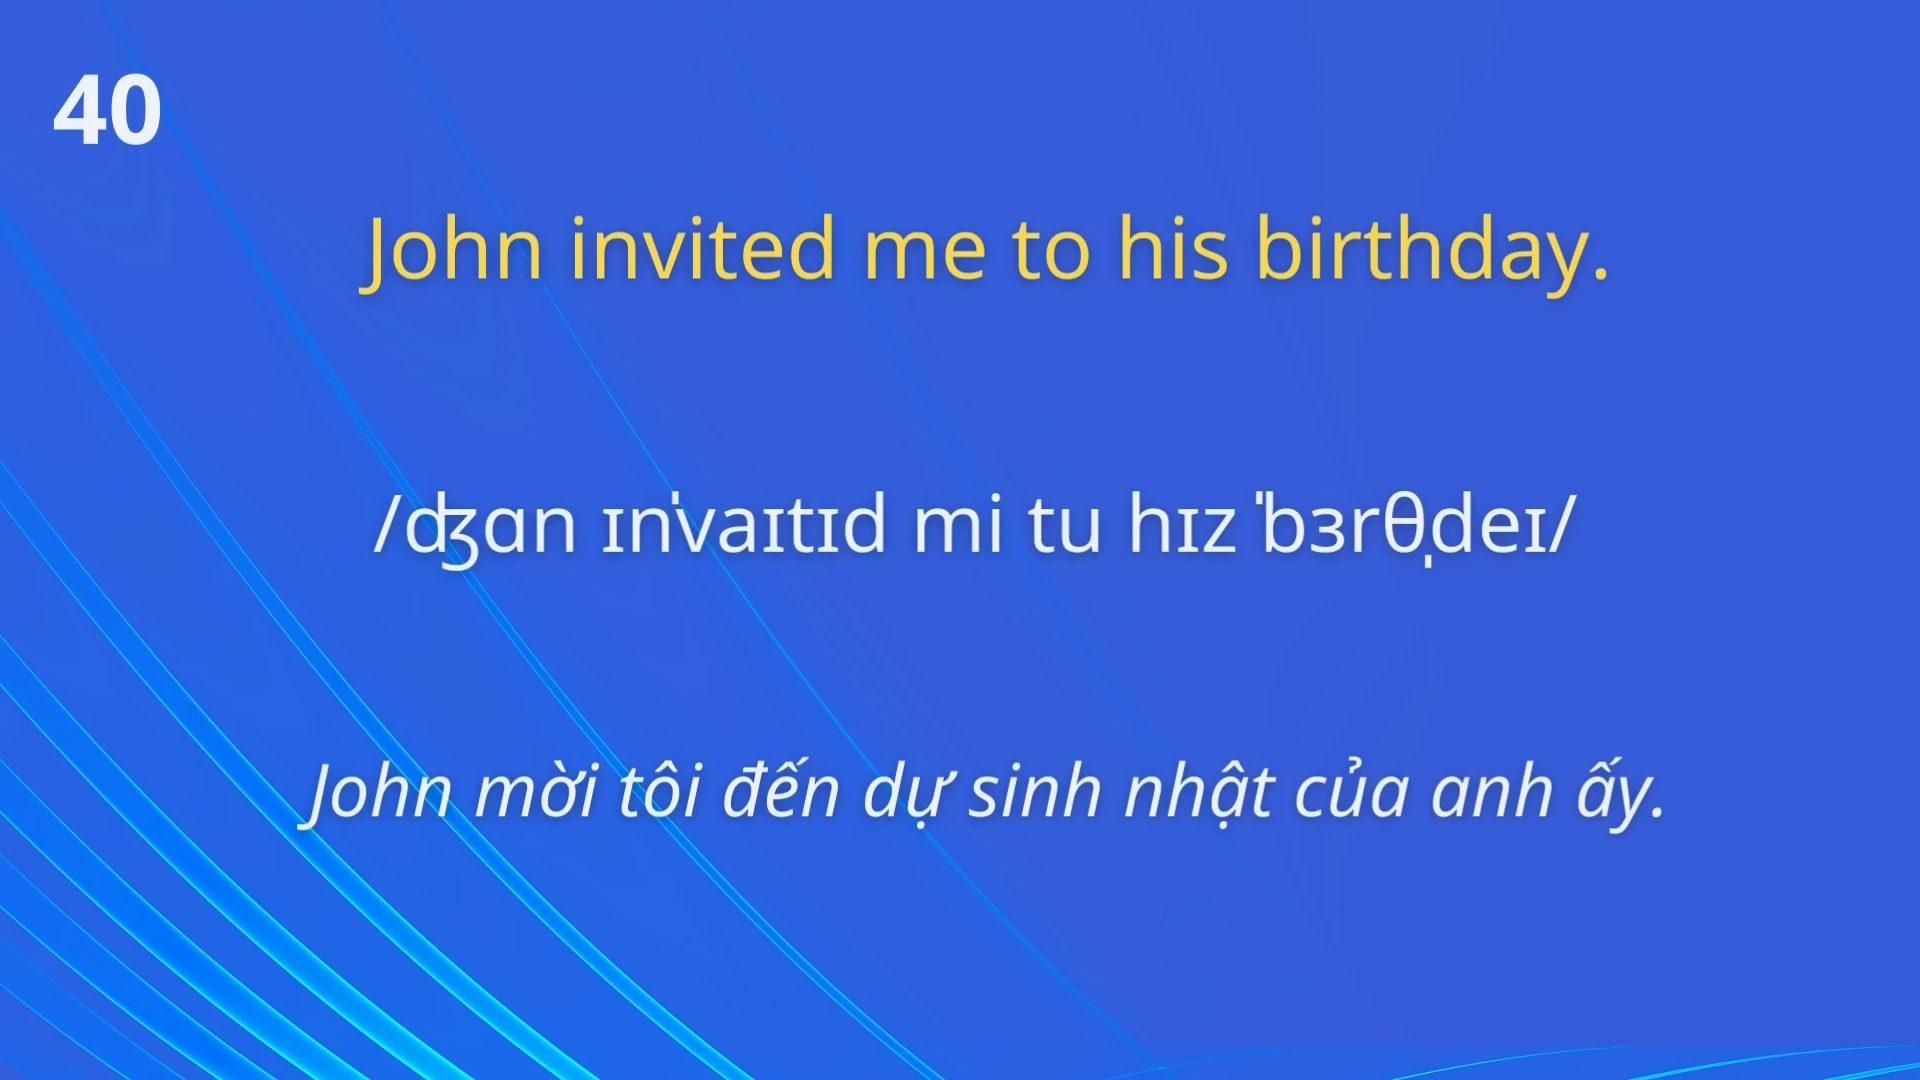 40
John invited me to his birthday.
/ʤɑn ɪnˈvaɪtɪd mi tu hɪz ˈbɜrθˌdeɪ/
John mời tôi đến dự sinh nhật của anh ấy.